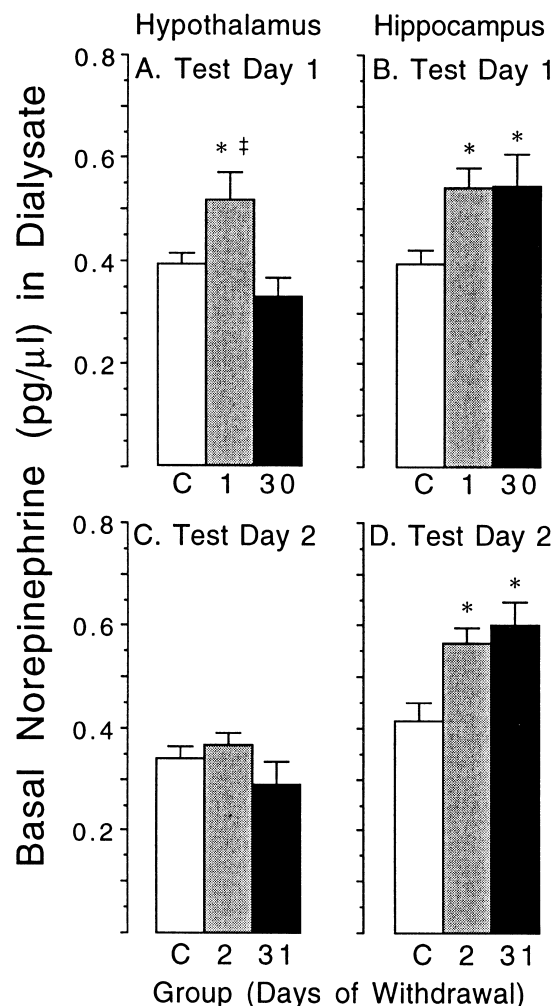 Hypothalamus
Hippocampus
Basal Norepinephrine (pg/µl) in Dialysate
A. Test Day 1
0.8
0.6
0.4
0.2
* ‡
C 1 30
B. Test Day 1
* *
C 1 30
C. Test Day 2
0.8
0.6
0.4
0.2
C 2 31
D. Test Day 2
* *
C 2 31
Group (Days of Withdrawal)